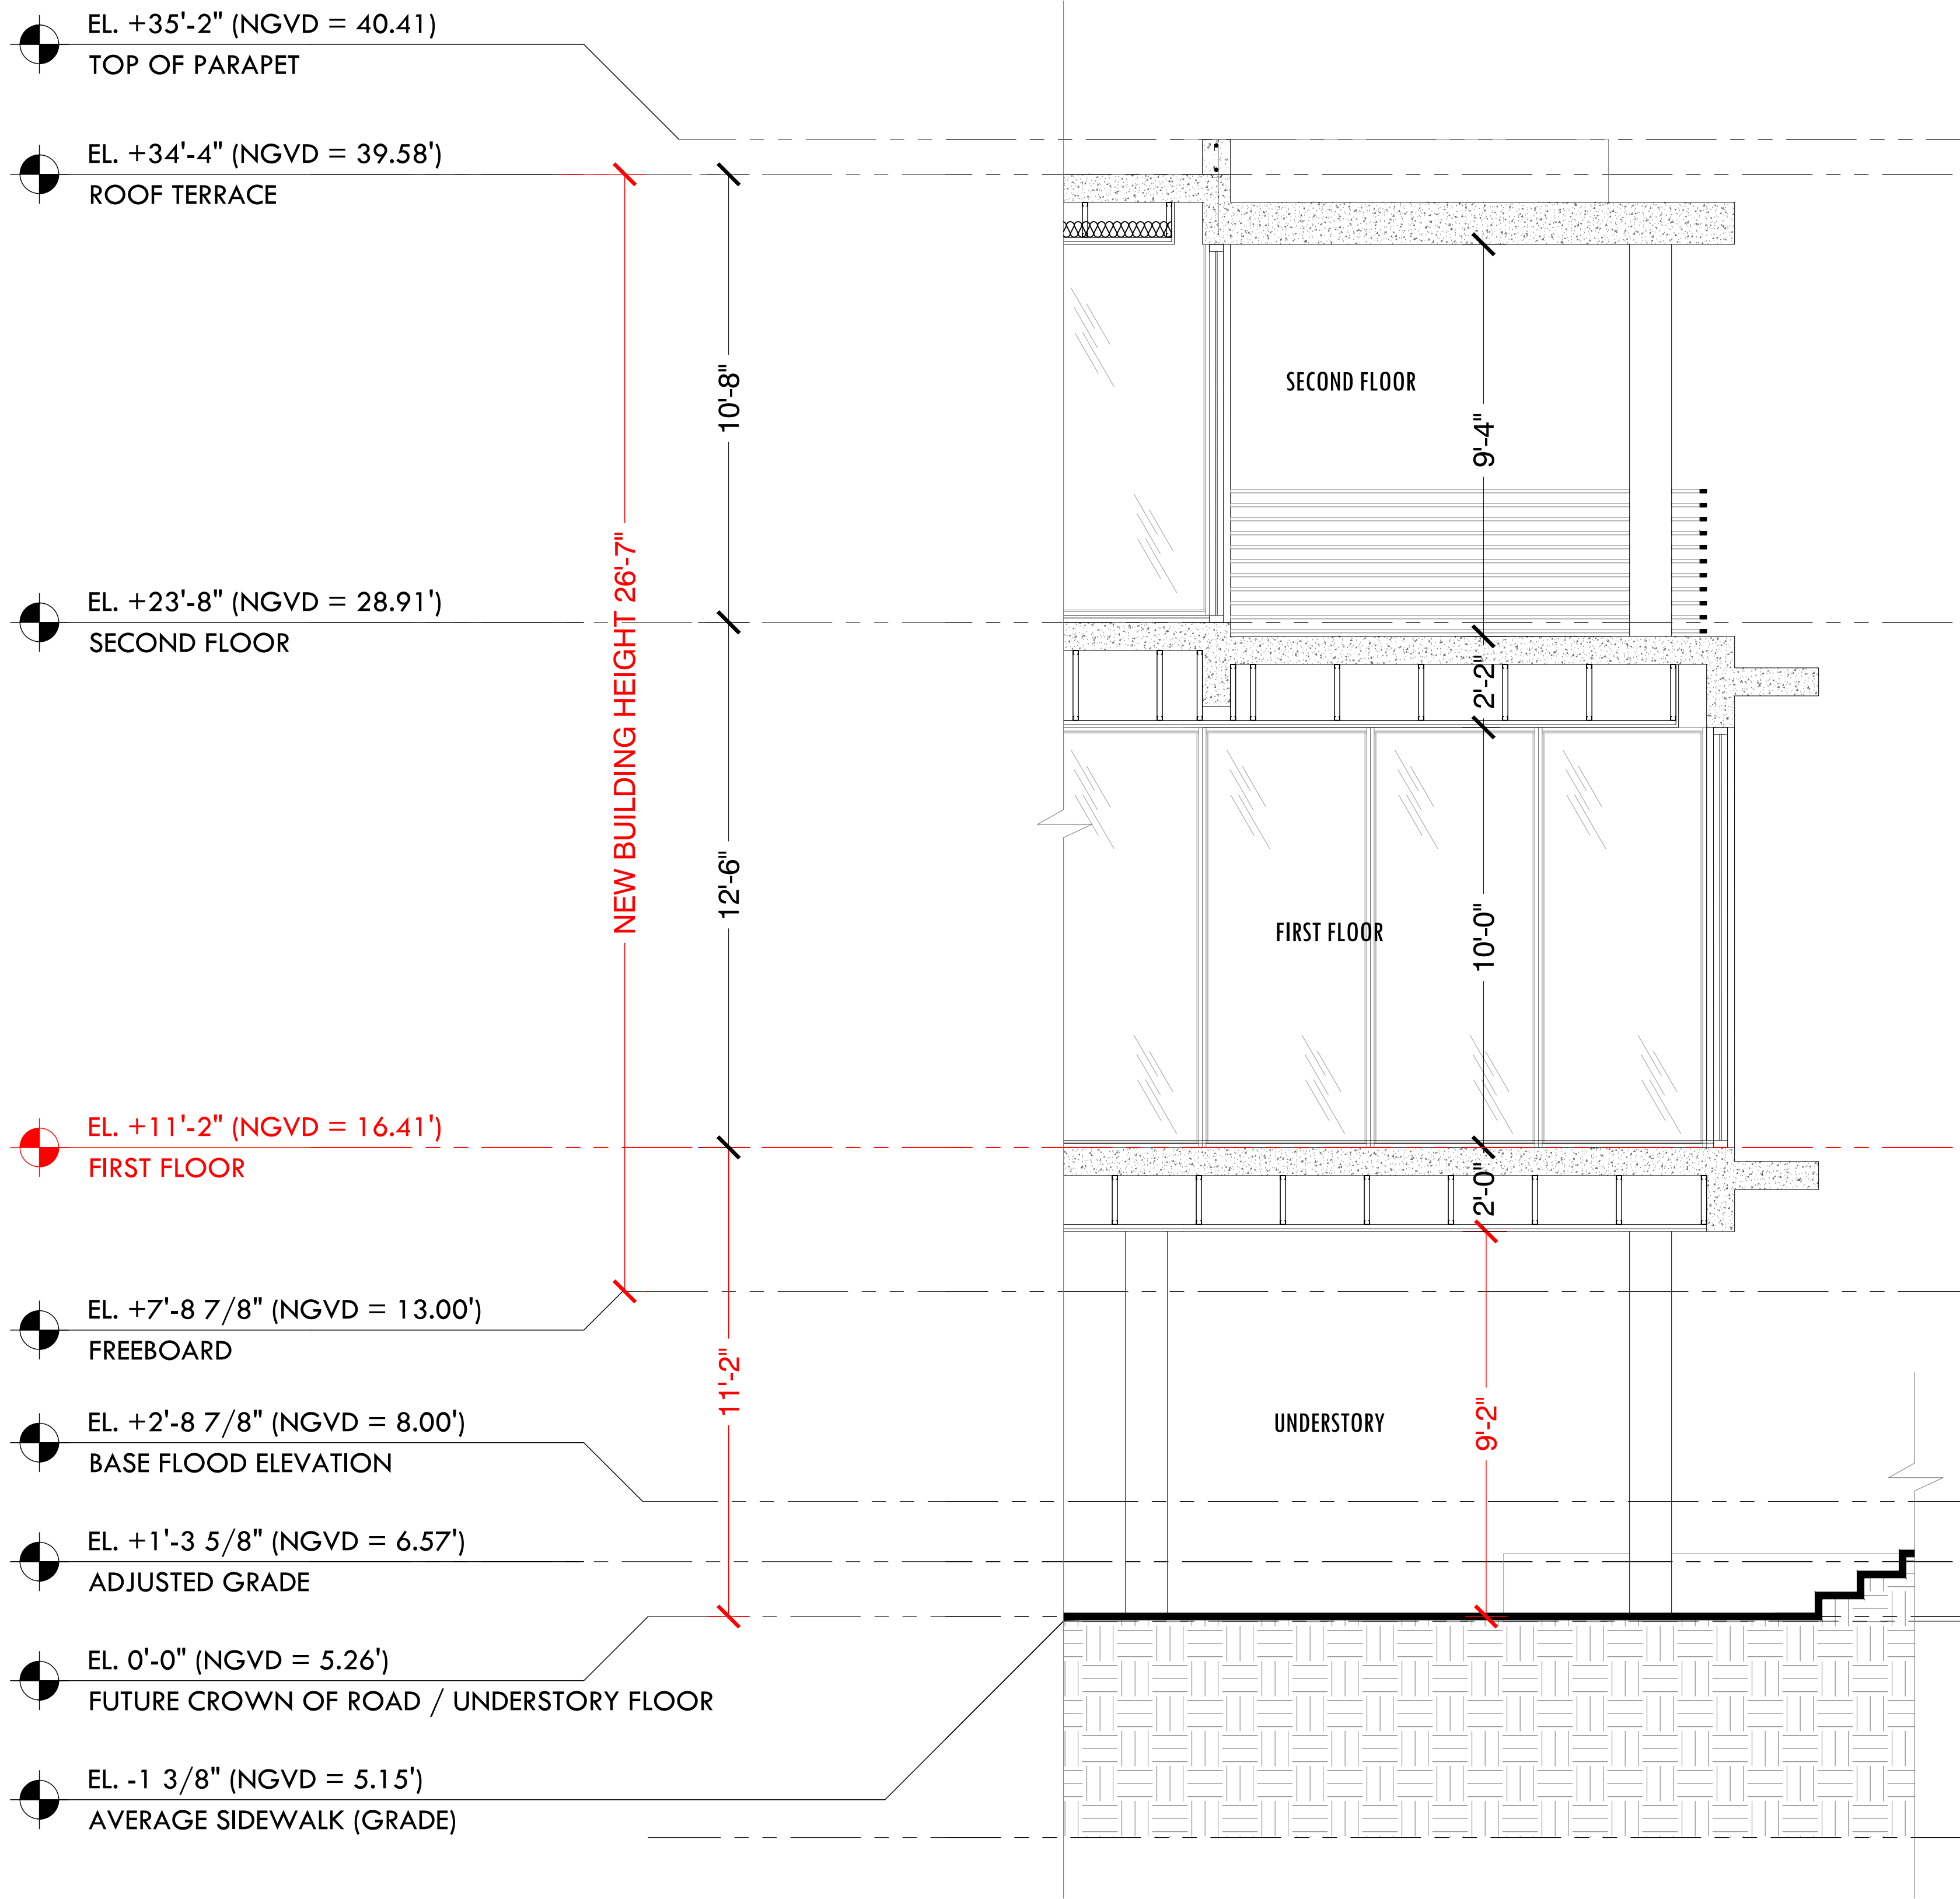 EL. +35'-2" (NGVD = 40.41)
TOP OF PARAPET
EL. +34'-4" (NGVD = 39.58')
ROOF TERRACE
10'-8"
SECOND FLOOR
9'-4"
NEW BUILDING HEIGHT 26'-7"
EL. +23'-8" (NGVD = 28.91')
SECOND FLOOR
2'-2"
12'-6"
FIRST FLOOR
10'-0"
EL. +11'-2" (NGVD = 16.41')
FIRST FLOOR
2'-0"
EL. +7'-8 7/8" (NGVD = 13.00')
FREEBOARD
11'-2"
UNDERSTORY
9'-2"
EL. +2'-8 7/8" (NGVD = 8.00')
BASE FLOOD ELEVATION
EL. +1'-3 5/8" (NGVD = 6.57')
ADJUSTED GRADE
EL. 0'-0" (NGVD = 5.26')
FUTURE CROWN OF ROAD / UNDERSTORY FLOOR
EL. -1 3/8" (NGVD = 5.15')
AVERAGE SIDEWALK (GRADE)